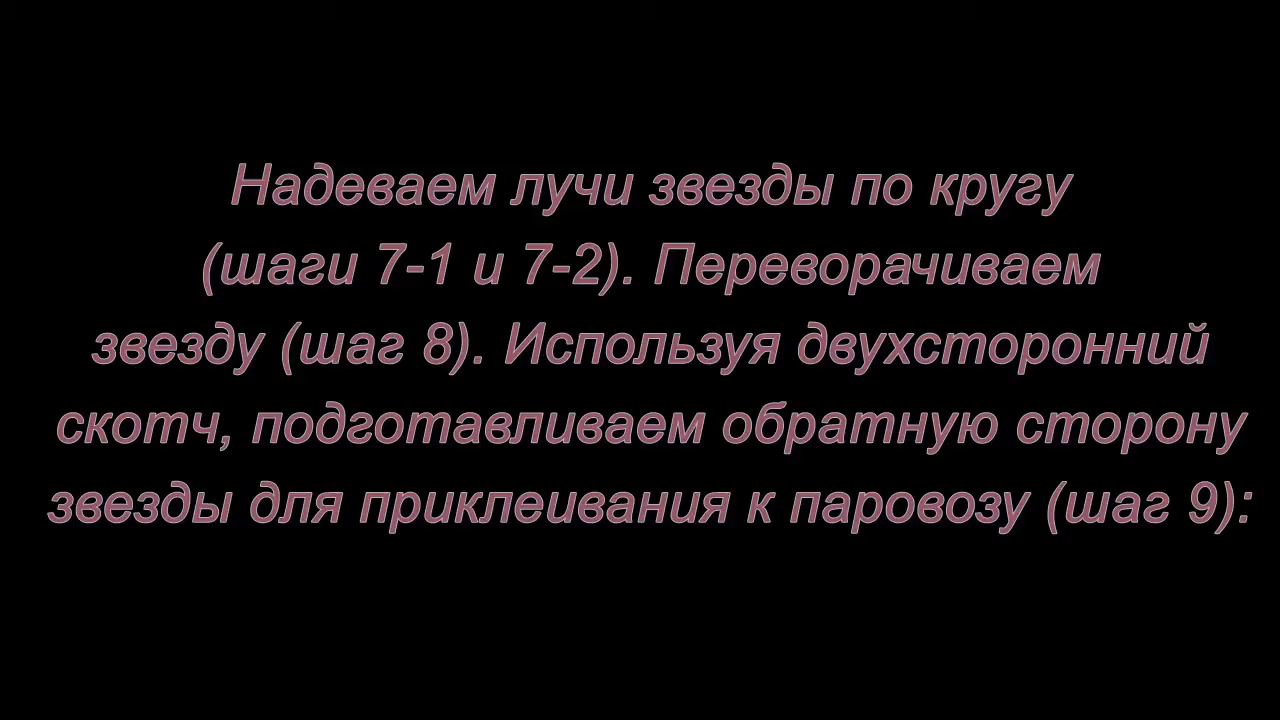 Надеваем лучи звезды по кругу
(шаги 7-1 и 7-2). Переворачиваем
звезду (шаг 8). Используя двухсторонний
скотч, подготавливаем обратную сторону
звезды для приклеивания к паровозу (шаг 9):